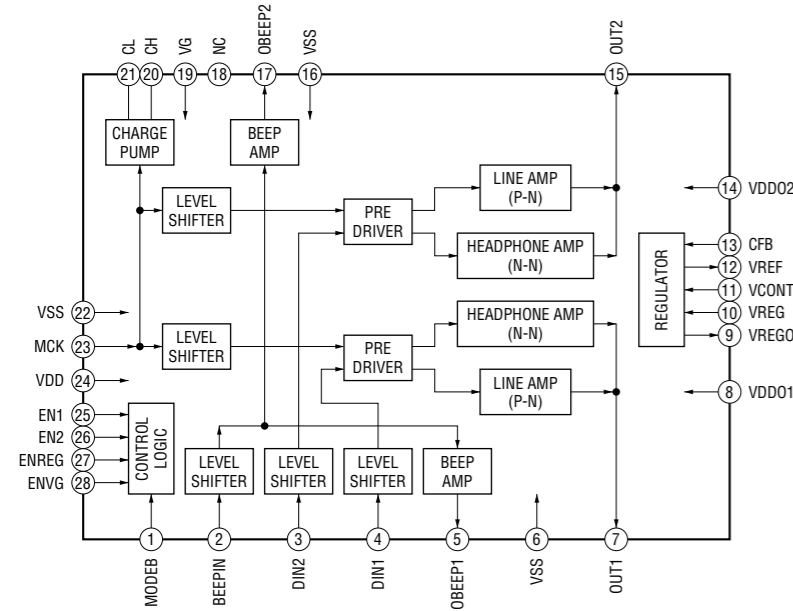 CL
CH
VG
NC
OBEEP2
VSS
OUT2
21
20
19
18
17
16
15
CHARGE
PUMP
BEEP
AMP
LEVEL
SHIFTER
PRE
DRIVER
LINE AMP
(P-N)
HEADPHONE AMP
(N-N)
14 VDDO2
REGULATOR
13 CFB
12 VREF
11 VCONT
10 VREG
9 VREGO
VSS 22
MCK 23
VDD 24
LEVEL
SHIFTER
PRE
DRIVER
HEADPHONE AMP
(N-N)
LINE AMP
(P-N)
8 VDDO1
EN1 25
EN2 26
ENREG 27
ENVG 28
CONTROL
LOGIC
LEVEL
SHIFTER
LEVEL
SHIFTER
LEVEL
SHIFTER
BEEP
AMP
1
2
3
4
5
6
7
MODEB
BEEPIN
DIN2
DIN1
OBEEP1
VSS
OUT1